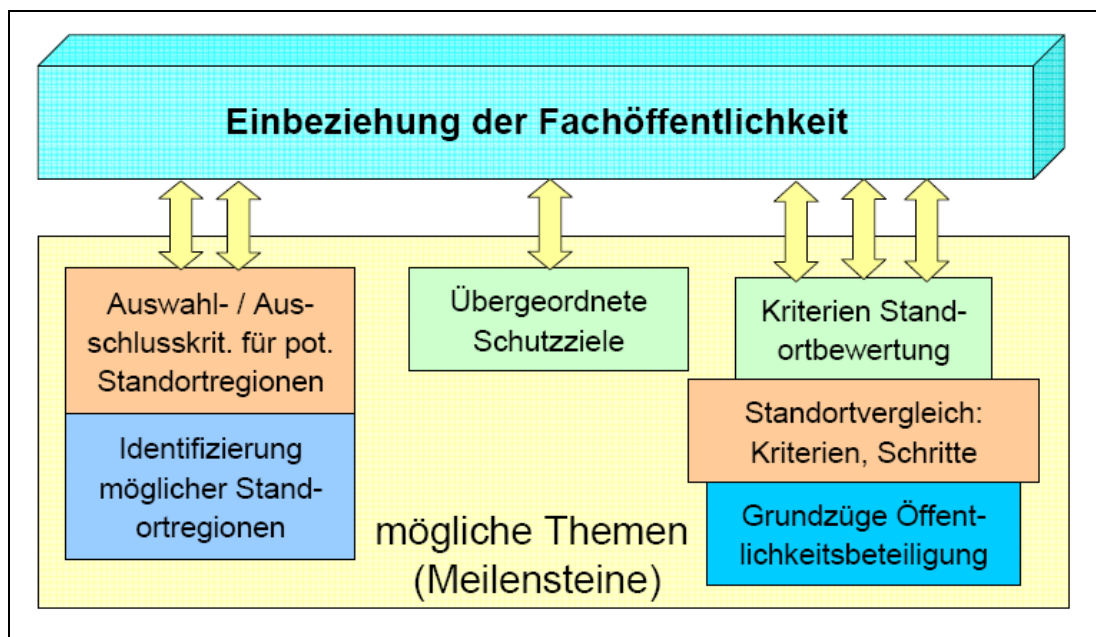 Einbeziehung der Fachöffentlichkeit
Auswahl- / Aus-
schlusskrit. für pot.
Standortregionen
Identifizierung
möglicher Stand-
ortregionen
Übergeordnete
Schutzziele
Kriterien Stand-
ortbewertung
Standortvergleich:
Kriterien, Schritte
Grundzüge Öffent-
lichkeitsbeteiligung
mögliche Themen
(Meilensteine)